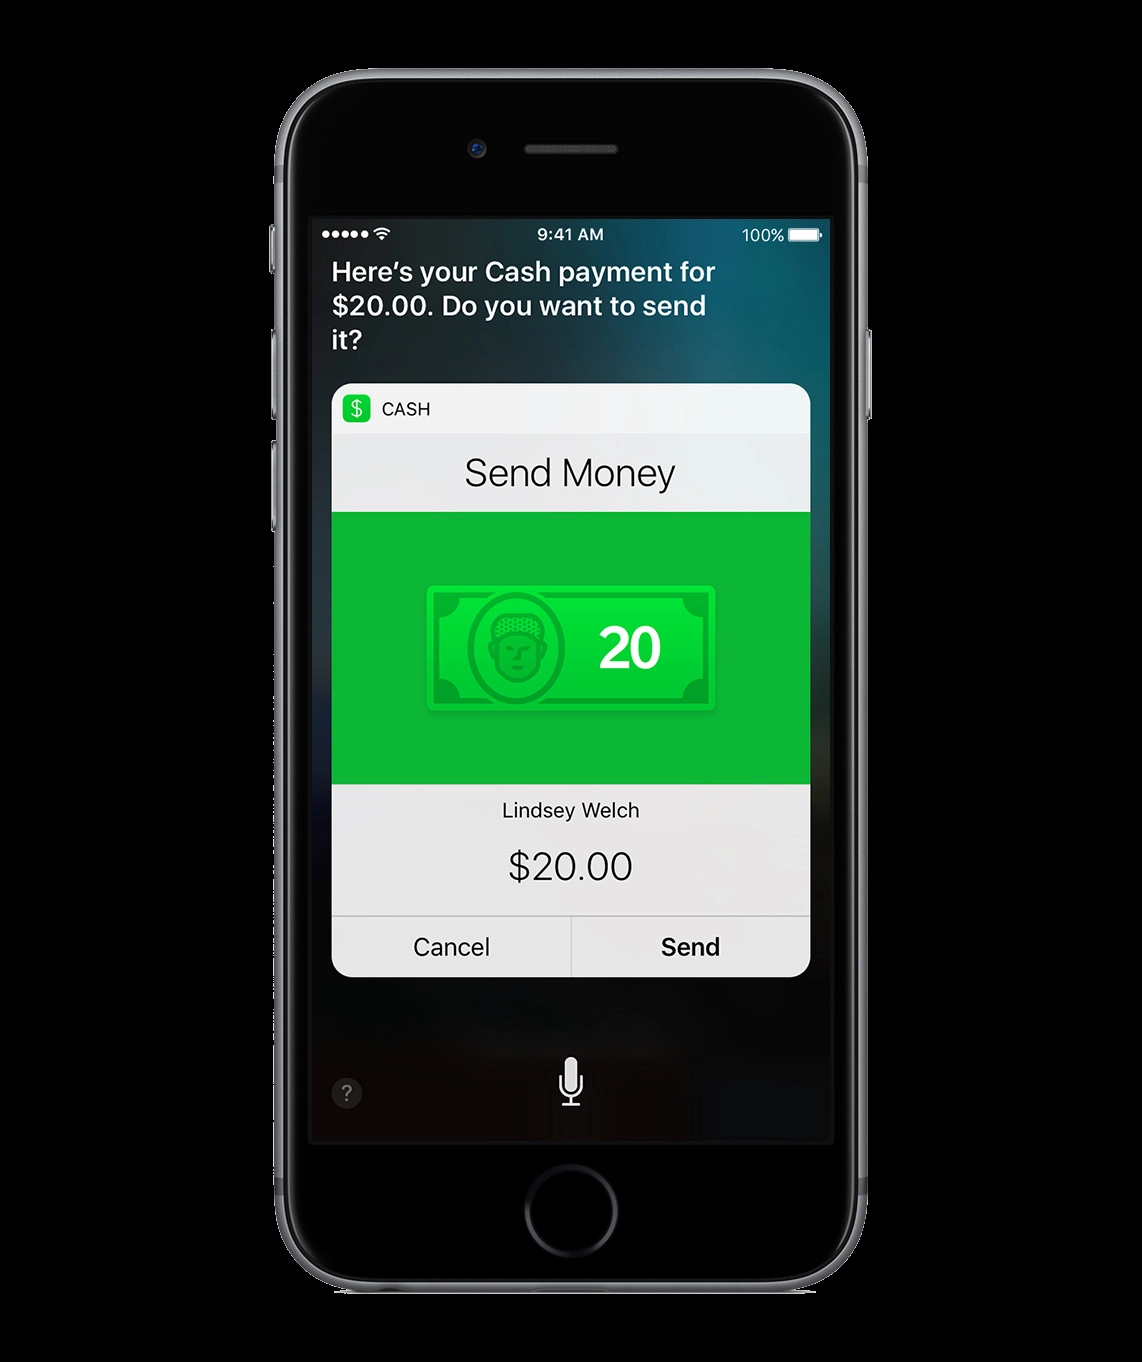 9:41 AM
100%
Here’s your Cash payment for
$20.00. Do you want to send
it?
$ CASH
Send Money
20
Lindsey Welch
$20.00
Cancel
Send
?